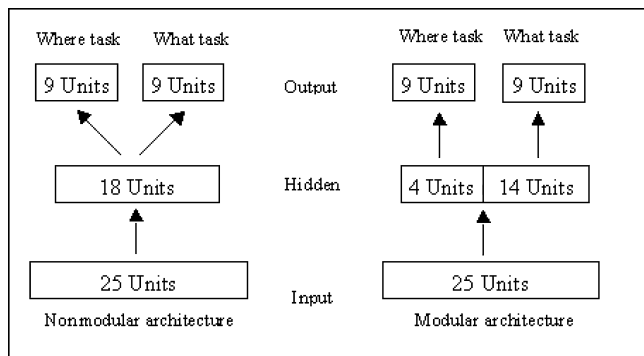 Where task What task Where task What task
9 Units 9 Units Output 9 Units 9 Units
18 Units Hidden 4 Units 14 Units
25 Units Input 25 Units
Nonmodular architecture Modular architecture